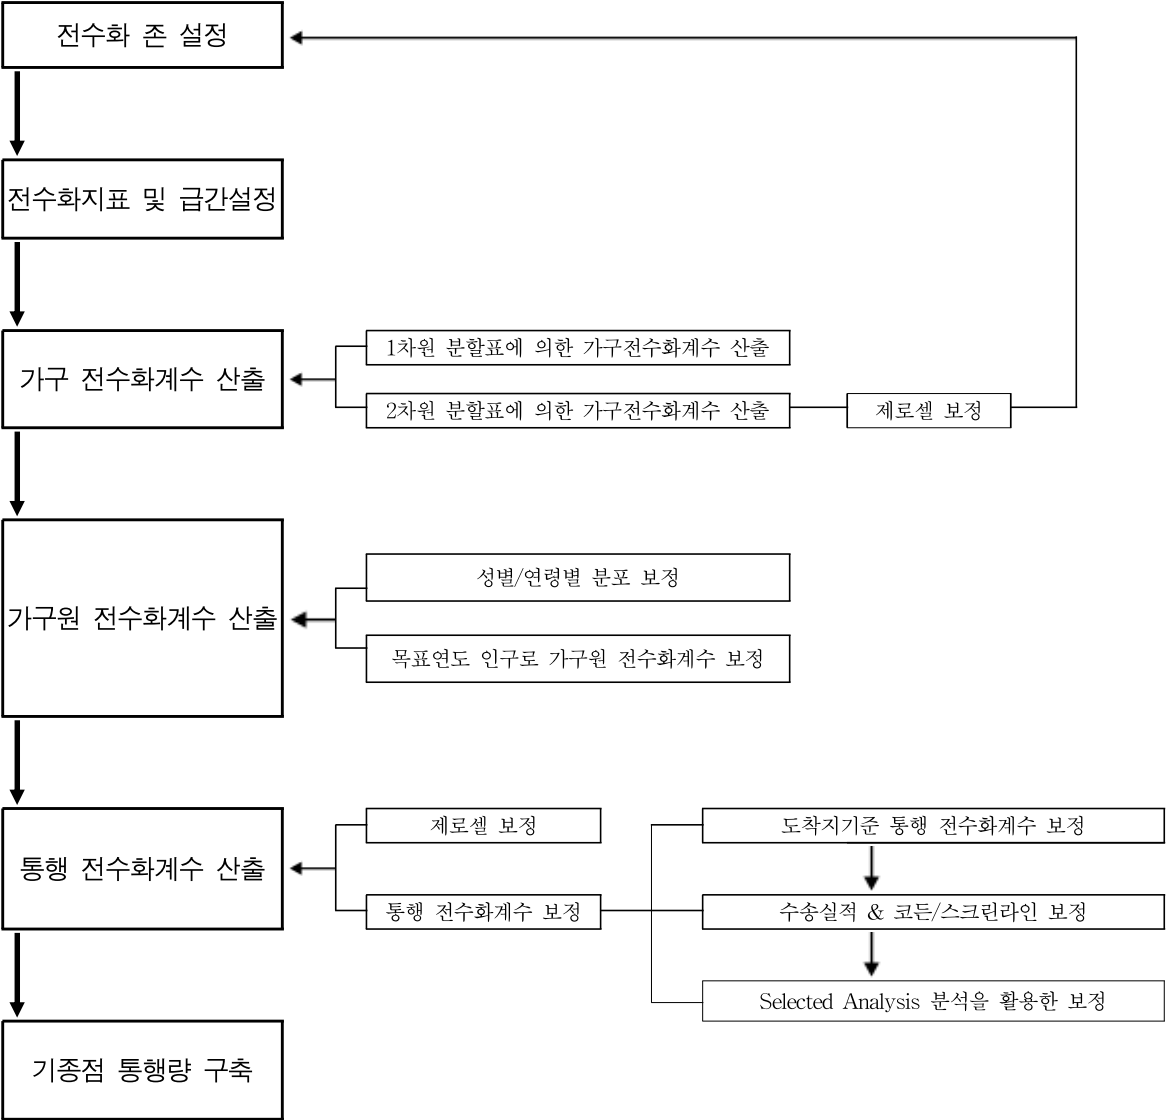 전수화 존 설정
전수화지표 및 급간설정
가구 전수화계수 산출
1차원 분할표에 의한 가구전수화계수 산출
2차원 분할표에 의한 가구전수화계수 산출
제로셀 보정
가구원 전수화계수 산출
성별/연령별 분포 보정
목표연도 인구로 가구원 전수화계수 보정
통행 전수화계수 산출
제로셀 보정
통행 전수화계수 보정
도착지기준 통행 전수화계수 보정
수송실적 & 코든/스크린라인 보정
Selected Analysis 분석을 활용한 보정
기종점 통행량 구축